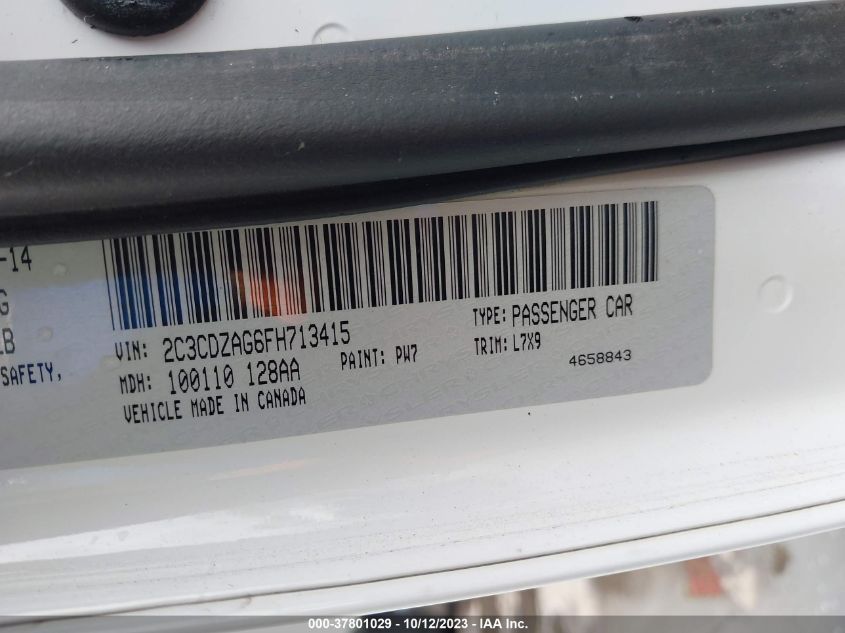 -14
G
LB
SAFETY,
VIN: 2C3CDZAG6FH713415
TYPE: PASSENGER CAR
MDH: 100110 128AA
PAINT: PW7
TRIM: L7X9
VEHICLE MADE IN CANADA
4658843
000-37801029 - 10/12/2023 - © IAA Inc.